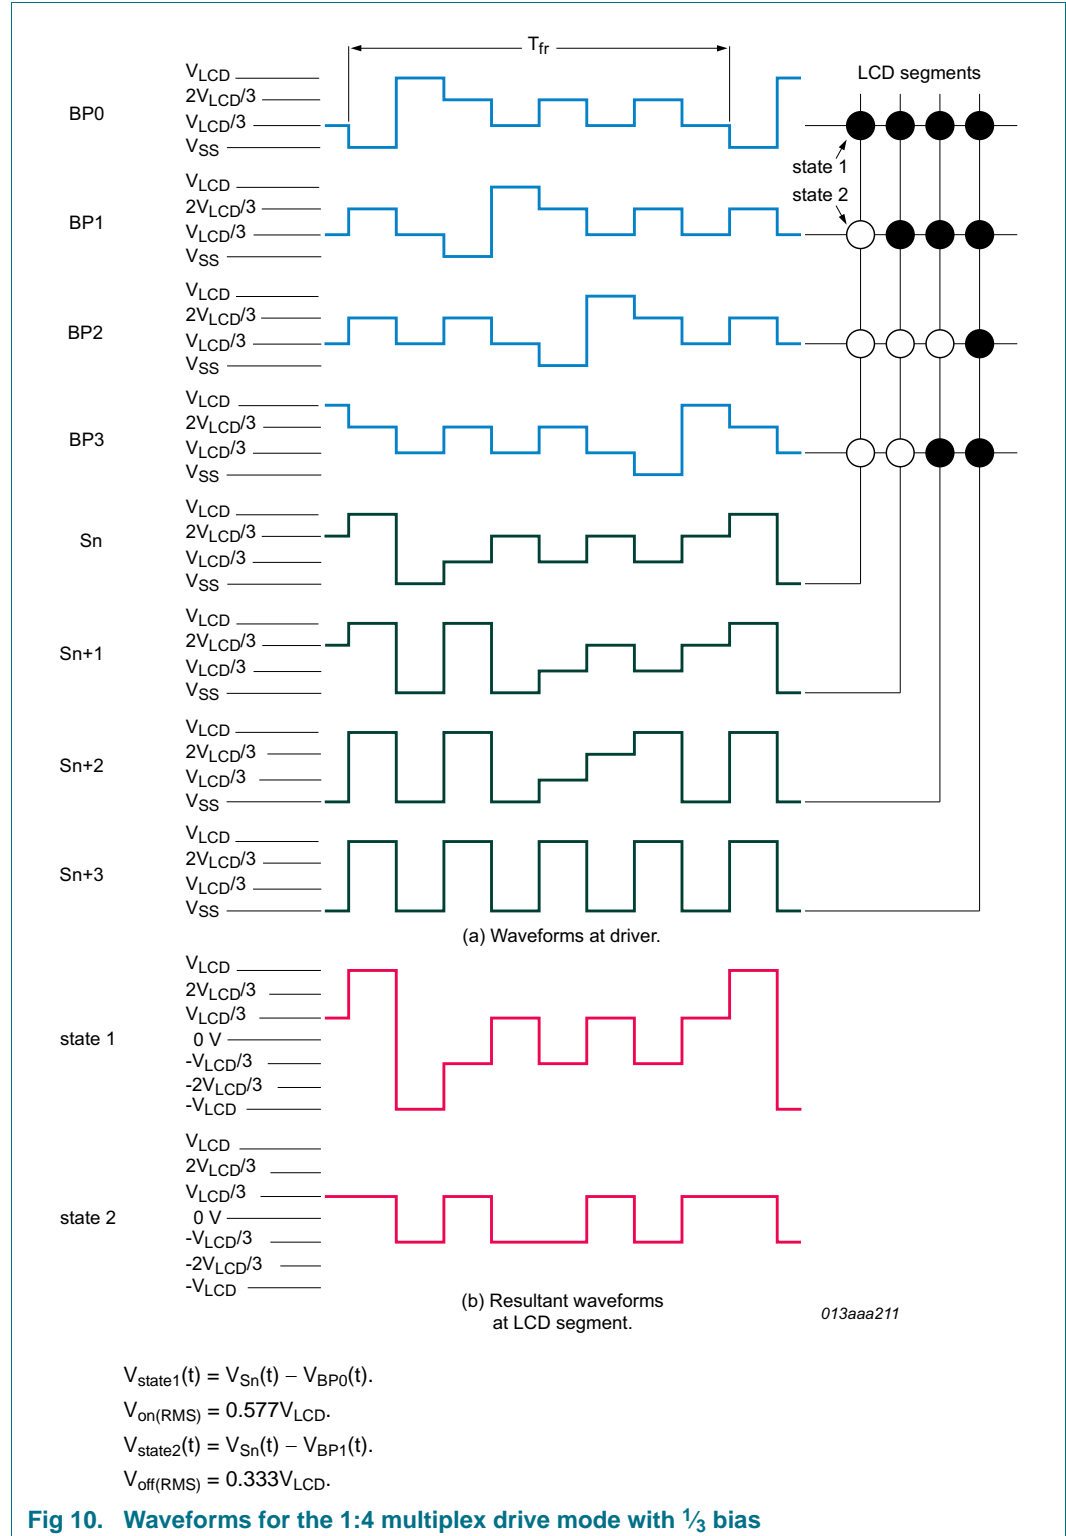 Tfr
VLCD
2VLCD/3
VLCD/3
VSS
BP0
LCD segments
state 1
state 2
VLCD
2VLCD/3
VLCD/3
VSS
BP1
VLCD
2VLCD/3
VLCD/3
VSS
BP2
VLCD
2VLCD/3
VLCD/3
VSS
BP3
VLCD
2VLCD/3
VLCD/3
VSS
Sn
VLCD
2VLCD/3
VLCD/3
VSS
Sn+1
VLCD
2VLCD/3
VLCD/3
VSS
Sn+2
VLCD
2VLCD/3
VLCD/3
VSS
Sn+3
(a) Waveforms at driver.
VLCD
2VLCD/3
VLCD/3
0 V
-VLCD/3
-2VLCD/3
-VLCD
state 1
VLCD
2VLCD/3
VLCD/3
0 V
-VLCD/3
-2VLCD/3
-VLCD
state 2
(b) Resultant waveforms
at LCD segment.
013aaa211
Vstate1(t) = VSn(t) − VBP0(t).
Von(RMS) = 0.577VLCD.
Vstate2(t) = VSn(t) − VBP1(t).
Voff(RMS) = 0.333VLCD.
Fig 10. Waveforms for the 1:4 multiplex drive mode with 1⁄3 bias